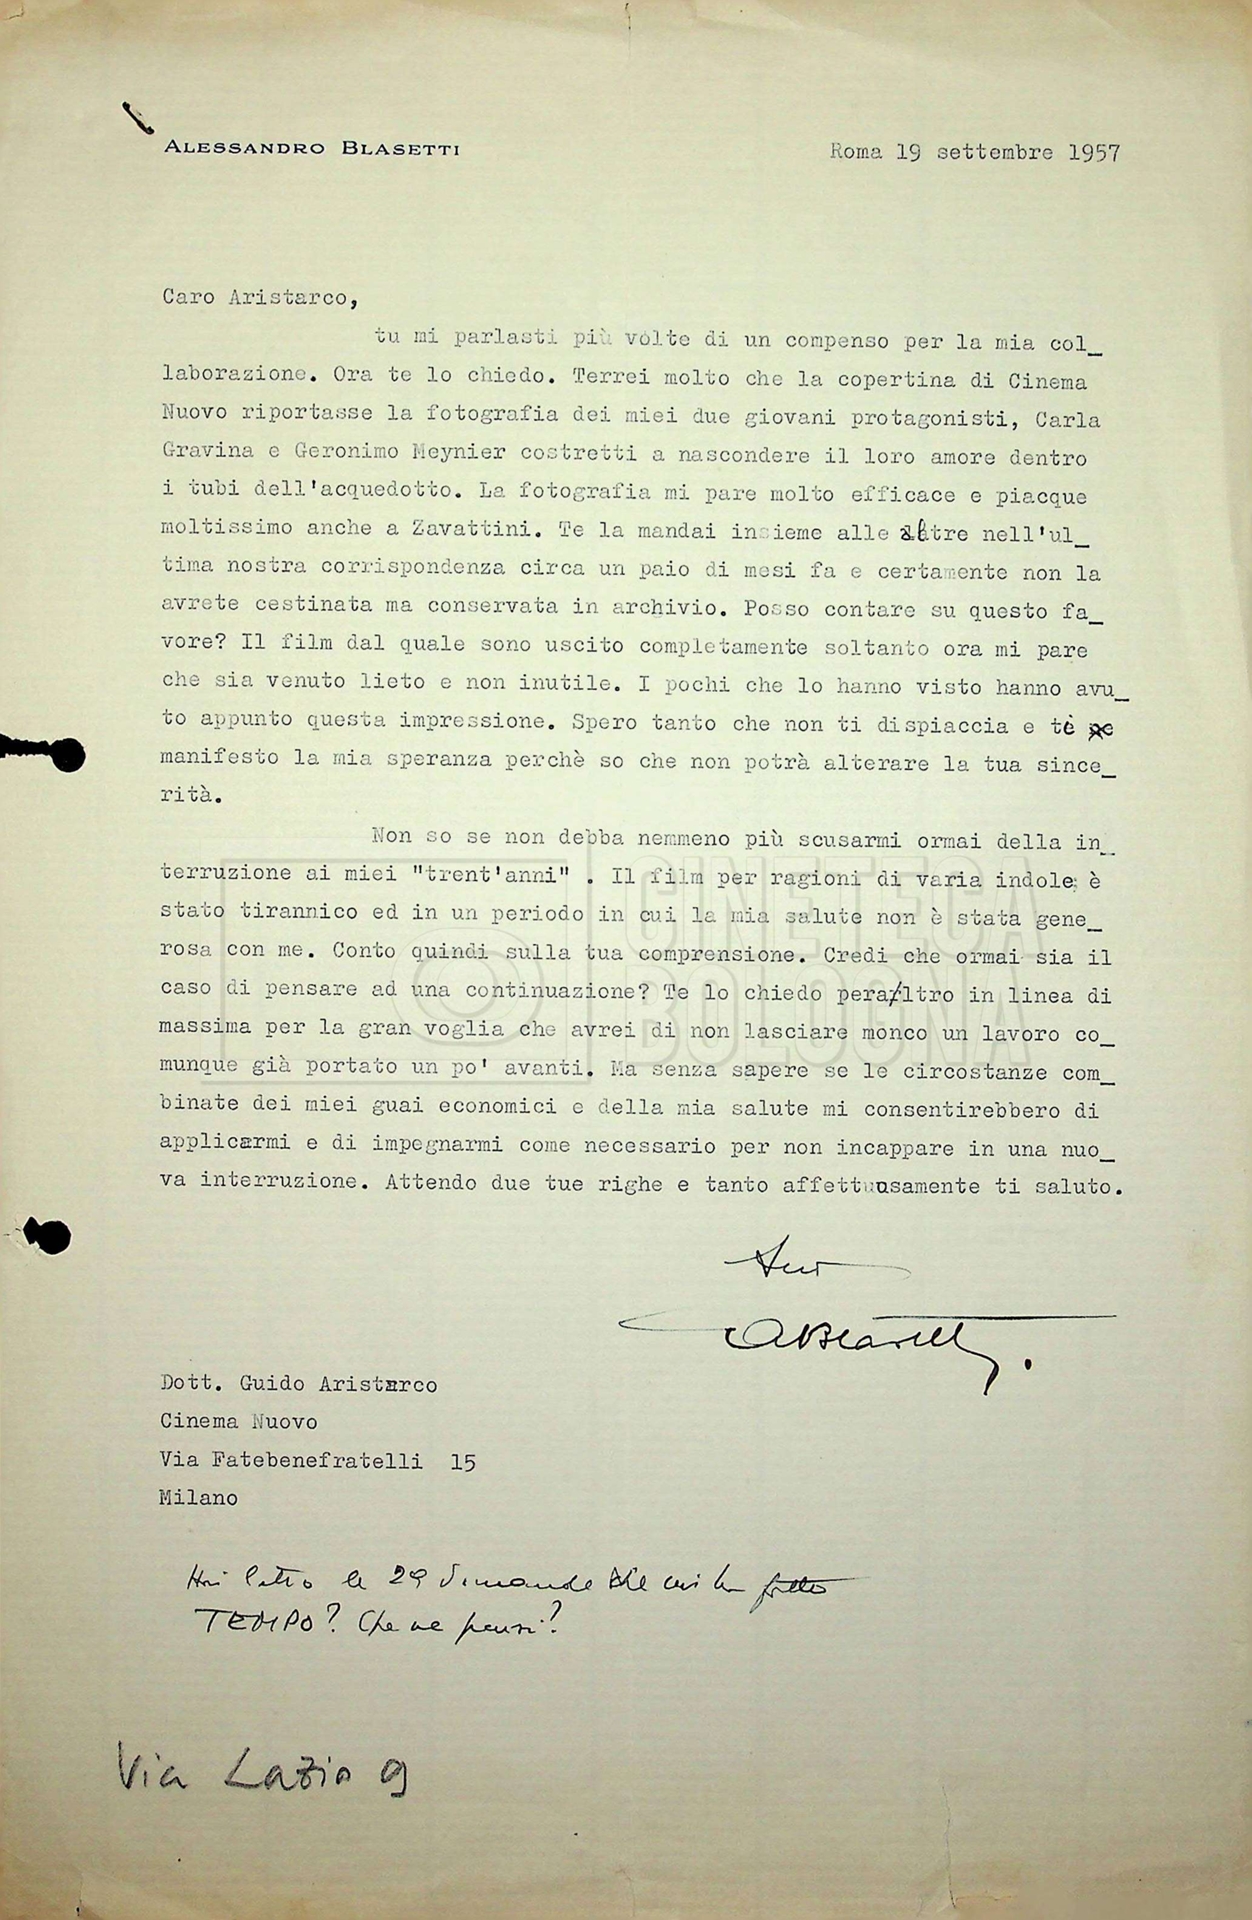 ALESSANDRO BLASETTI
Roma 19 settembre 1957
Caro Aristarco,
tu mi parlasti più volte di un compenso per la mia col_
laborazione. Ora te lo chiedo. Terrei molto che la copertina di Cinema
Nuovo riportasse la fotografia dei miei due giovani protagonisti, Carla
Gravina e Geronimo Meynier costretti a nascondere il loro amore dentro
i tubi dell'acquedotto. La fotografia mi pare molto efficace e piacque
moltissimo anche a Zavattini. Te la mandai insieme alle altre nell'ul_
tima nostra corrispondenza circa un paio di mesi fa e certamente non la
avrete cestinata ma conservata in archivio. Posso contare su questo fa_
vore? Il film dal quale sono uscito completamente soltanto ora mi pare
che sia venuto lieto e non inutile. I pochi che lo hanno visto hanno avu_
to appunto questa impressione. Spero tanto che non ti dispiaccia e te
manifesto la mia speranza perchè so che non potrà alterare la tua since_
rità.
Non so se non debba nemmeno più scusarmi ormai della in_
terruzione ai miei "trent'anni" . Il film per ragioni di varia indole è
stato tirannico ed in un periodo in cui la mia salute non è stata gene_
rosa con me. Conto quindi sulla tua comprensione. Credi che ormai sia il
caso di pensare ad una continuazione? Te lo chiedo peraltro in linea di
massima per la gran voglia che avrei di non lasciare monco un lavoro co_
munque già portato un po' avanti. Ma senza sapere se le circostanze com_
binate dei miei guai economici e della mia salute mi consentirebbero di
applicarmi e di impegnarmi come necessario per non incappare in una nuo_
va interruzione. Attendo due tue righe e tanto affettuosamente ti saluto.
ABlasetti.
Dott. Guido Aristarco
Cinema Nuovo
Via Fatebenefratelli 15
Milano
Hai letto le 29 domande che mi ha fatto
TEMPO? Che ne pensi?
Via Lazio 9
CINETECA
BOLOGNA